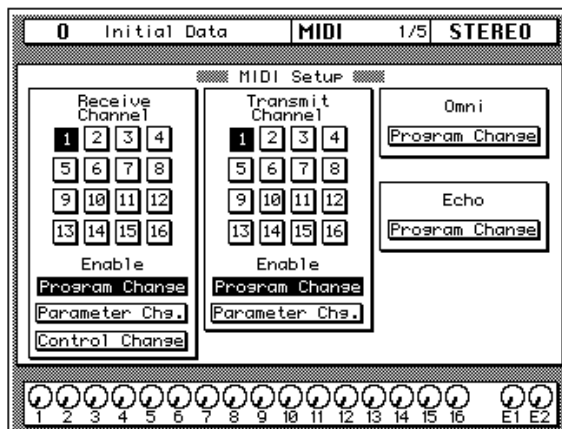 0 Initial Data MIDI 1/5 STEREO
MIDI Setup
Receive
Channel
1 2 3 4
5 6 7 8
9 10 11 12
13 14 15 16
Enable
Program Change
Parameter Chg.
Control Change
Transmit
Channel
1 2 3 4
5 6 7 8
9 10 11 12
13 14 15 16
Enable
Program Change
Parameter Chg.
Omni
Program Change
Echo
Program Change
1 2 3 4 5 6 7 8 9 10 11 12 13 14 15 16 E1 E2